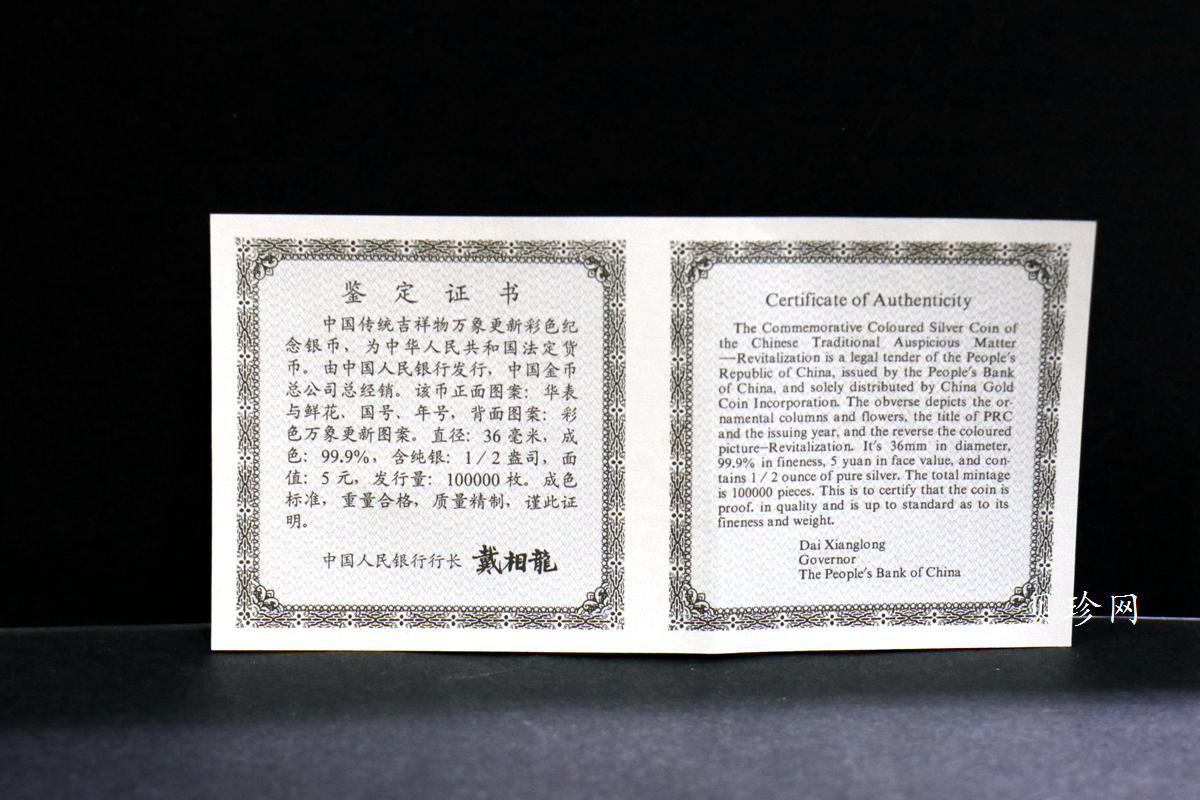 鉴定证书
中国传统吉祥物万象更新彩色纪
念银币，为中华人民共和国法定货
币。由中国人民银行发行，中国金币
总公司总经销。该币正面图案：华表
与鲜花、国号、年号，背面图案：彩
色万象更新图案。直径：36毫米，成
色：99.9%，含纯银：1/2盎司，面
值：5元，发行量：100000枚。成色
标准，重量合格，质量精制，谨此证
明。
中国人民银行行长 戴相龍
Certificate of Authenticity
The Commemorative Coloured Silver Coin of
the Chinese Traditional Auspicious Matter
—Revitalization is a legal tender of the People's
Republic of China, issued by the People's Bank
of China, and solely distributed by China Gold
Coin Incorporation. The obverse depicts the or-
namental columns and flowers, the title of PRC
and the issuing year, and the reverse the coloured
picture—Revitalization. It's 36mm in diameter,
99.9% in fineness, 5 yuan in face value, and con-
tains 1/2 ounce of pure silver. The total mintage
is 100000 pieces. This is to certify that the coin is
proof. in quality and is up to standard as to its
fineness and weight.
Dai Xianglong
Governor
The People's Bank of China
珍网